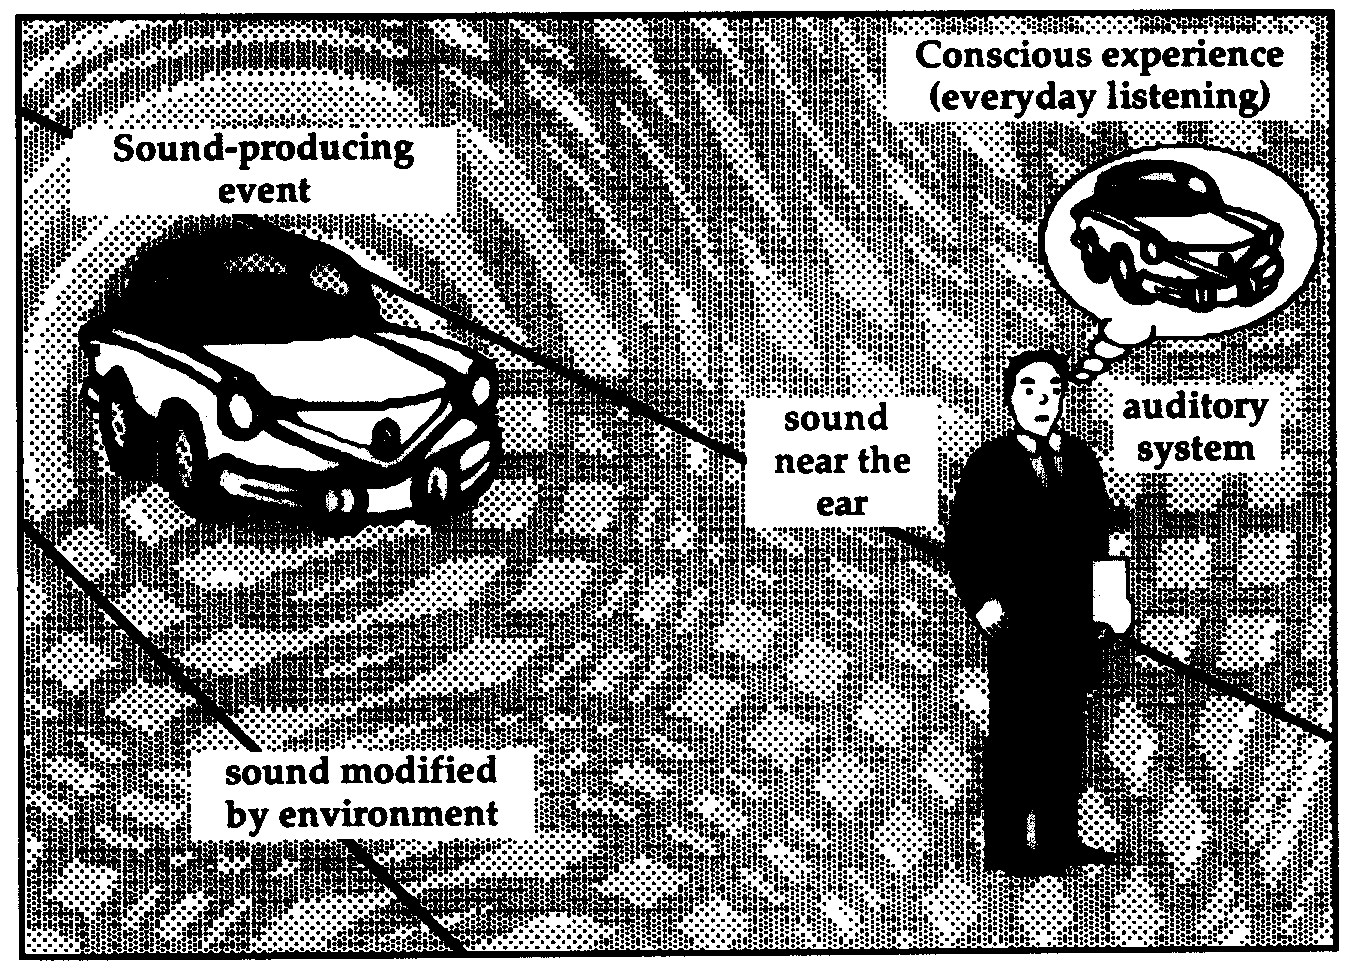 Conscious experience
(everyday listening)
Sound-producing
event
sound
near the
ear
auditory
system
sound modified
by environment